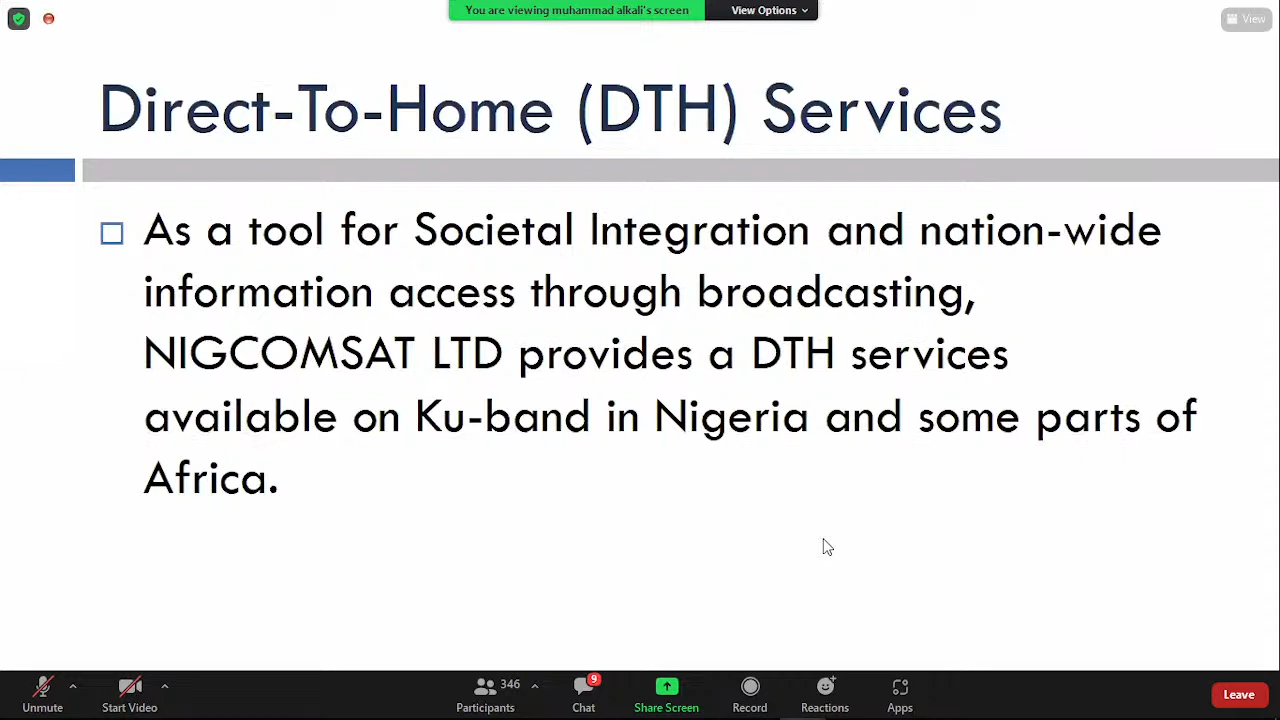 You are viewing muhammad alkali's screen
View Options
View
Direct-To-Home (DTH) Services
As a tool for Societal Integration and nation-wide
information access through broadcasting,
NIGCOMSAT LTD provides a DTH services
available on Ku-band in Nigeria and some parts of
Africa.
346
9
Unmute
Start Video
Participants
Chat
Share Screen
Record
Reactions
Apps
Leave